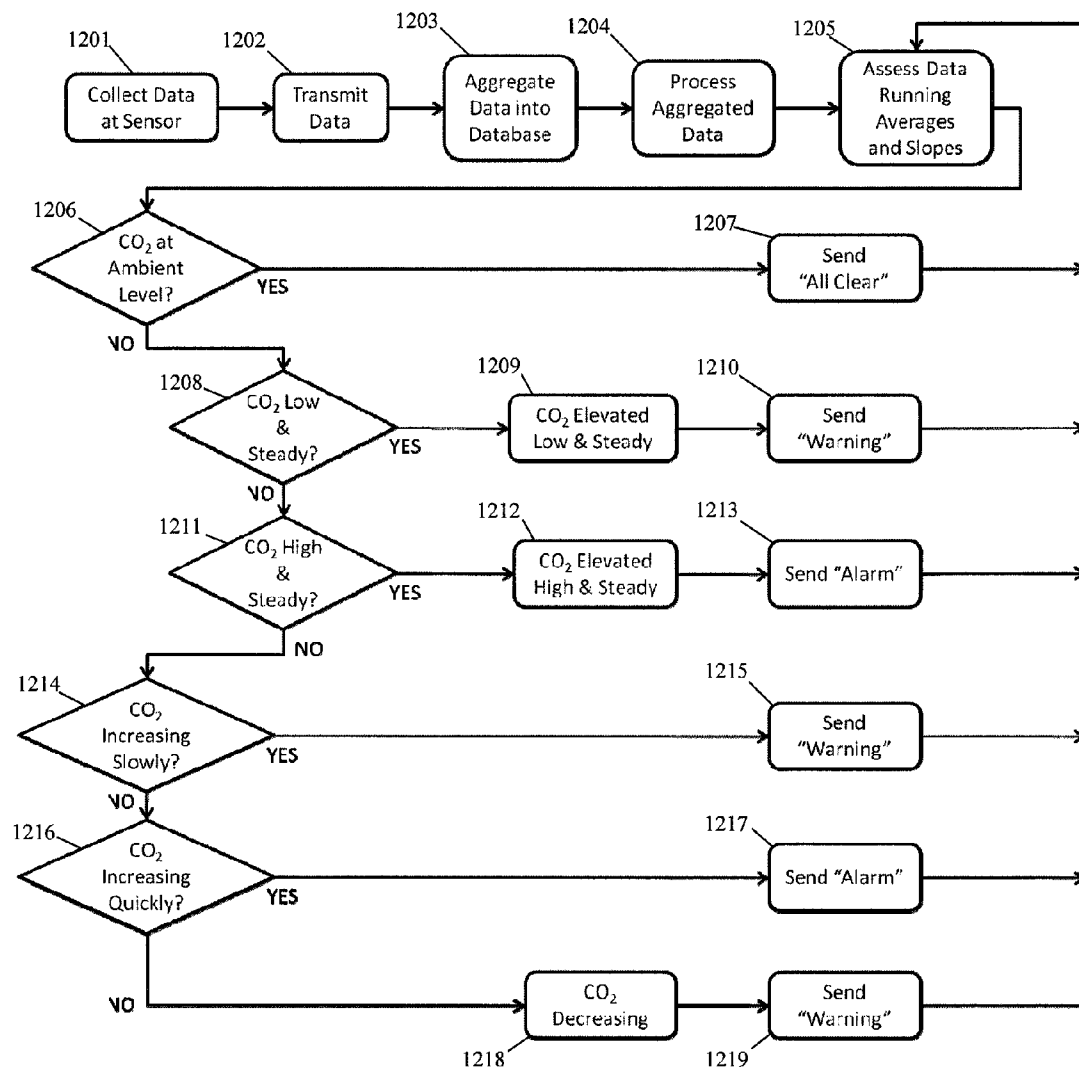 1201
Collect Data
at Sensor
1202
Transmit
Data
1203
Aggregate
Data into
Database
1204
Process
Aggregated
Data
1205
Assess Data
Running
Averages
and Slopes
1206
CO₂ at
Ambient
Level?
YES
NO
1207
Send
"All Clear"
1208
CO₂ Low
&
Steady?
YES
NO
1209
CO₂ Elevated
Low & Steady
1210
Send
"Warning"
1211
CO₂ High
&
Steady?
YES
NO
1212
CO₂ Elevated
High & Steady
1213
Send "Alarm"
1214
CO₂
Increasing
Slowly?
YES
NO
1215
Send
"Warning"
1216
CO₂
Increasing
Quickly?
YES
NO
1217
Send "Alarm"
CO₂
Decreasing
1218
Send
"Warning"
1219